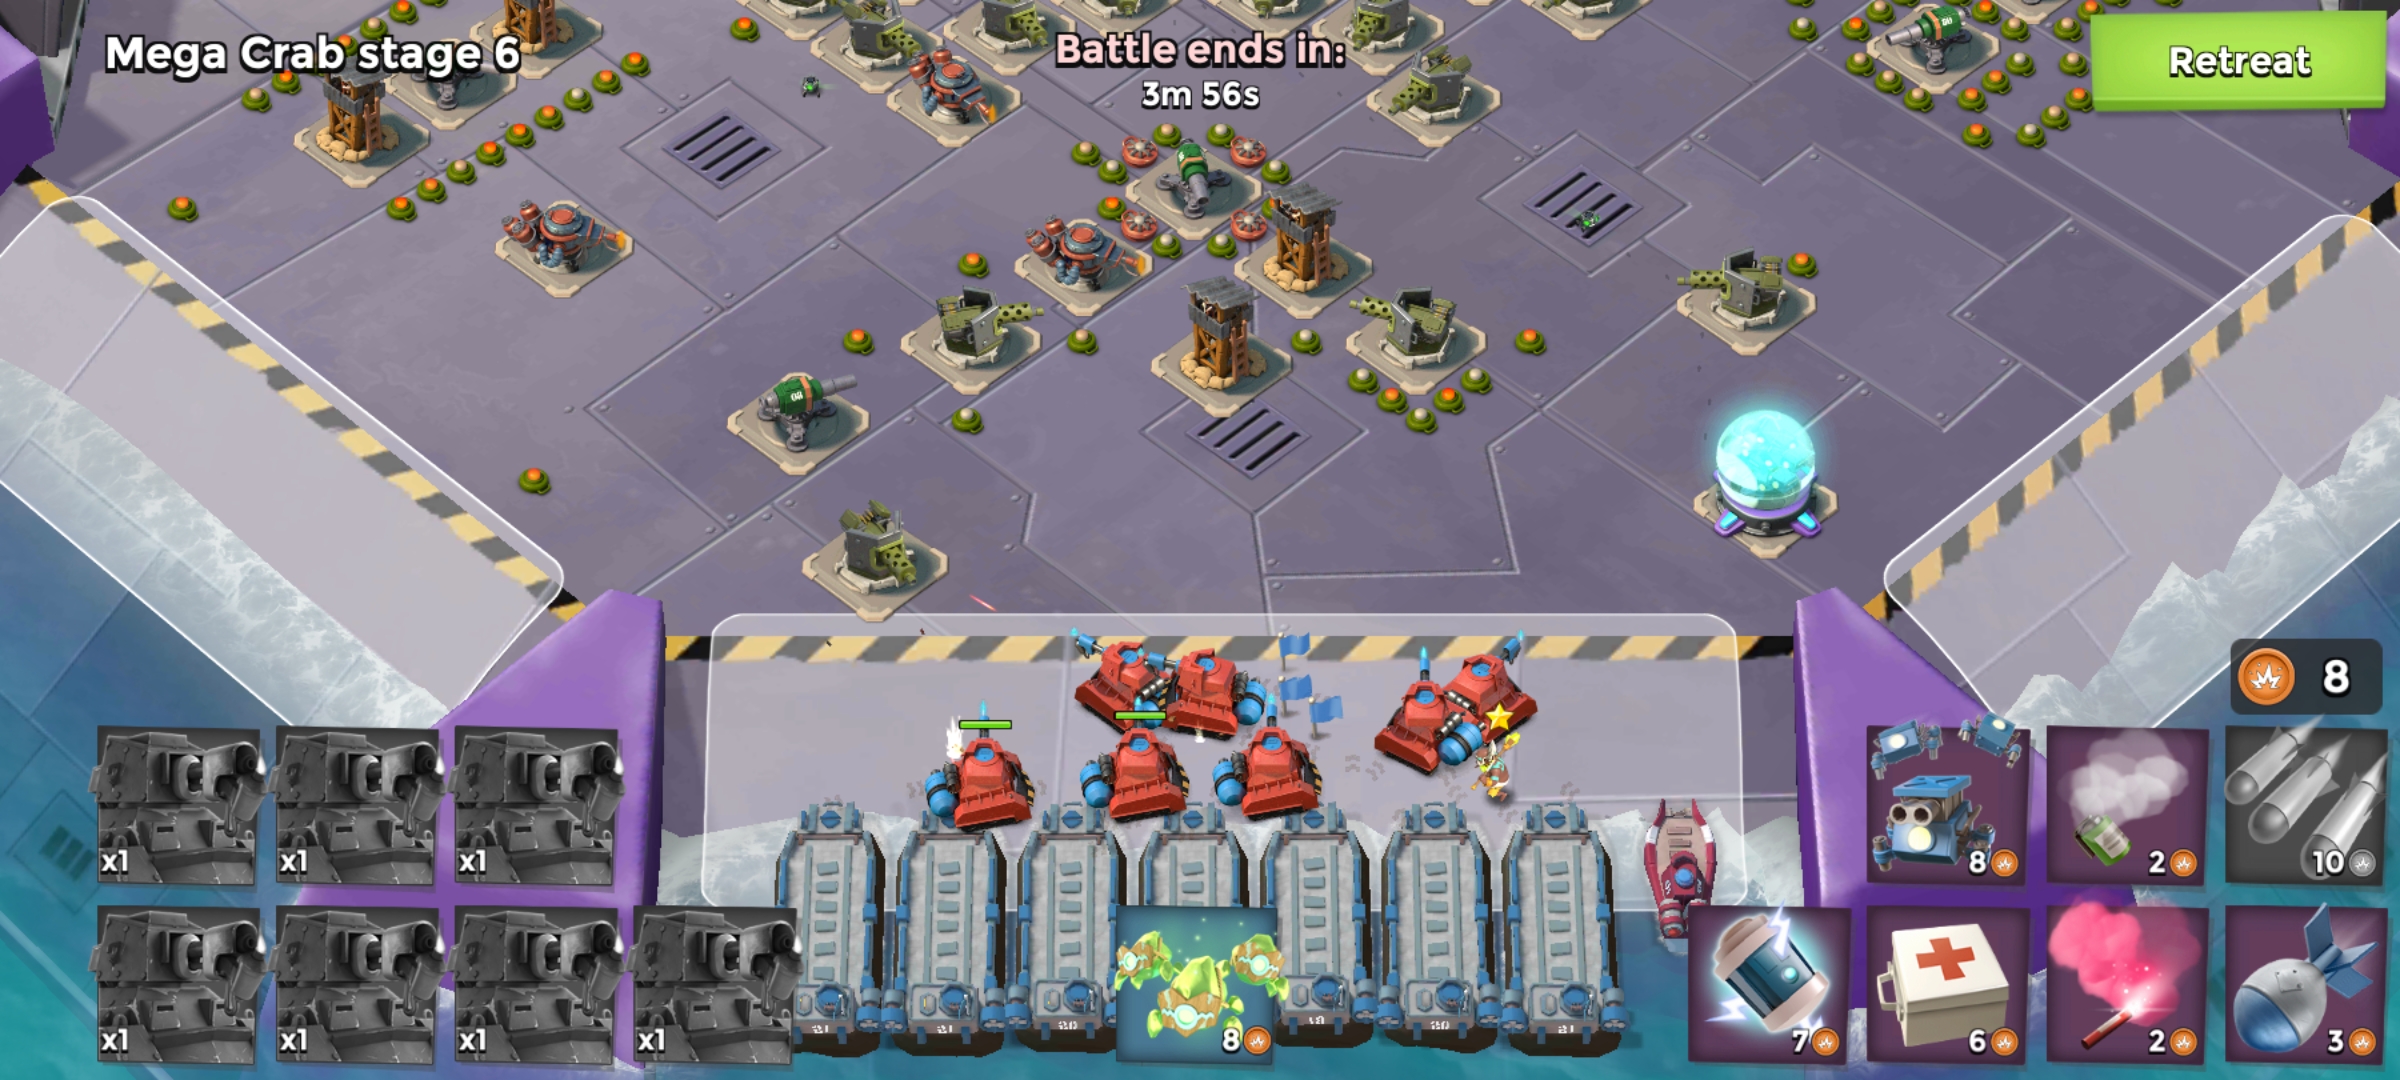 Mega Crab stage 6
Battle ends in:
3m 56s
Retreat
8
x1
x1
x1
8
2
10
x1
x1
x1
x1
8
7
6
2
3